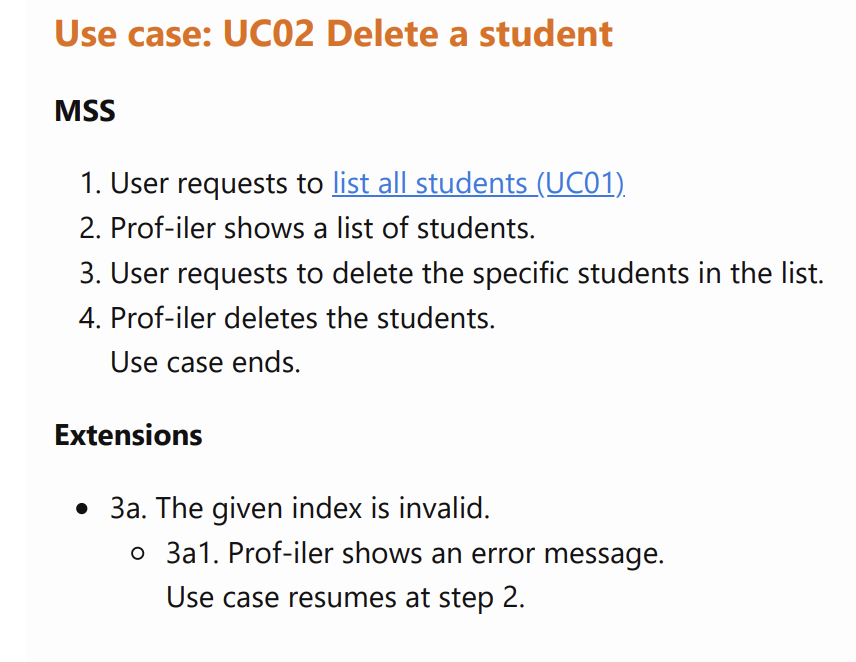 Use case: UC02 Delete a student
MSS
1. User requests to list all students (UC01)
2. Prof-iler shows a list of students.
3. User requests to delete the specific students in the list.
4. Prof-iler deletes the students.
Use case ends.
Extensions
• 3a. The given index is invalid.
○ 3a1. Prof-iler shows an error message.
Use case resumes at step 2.